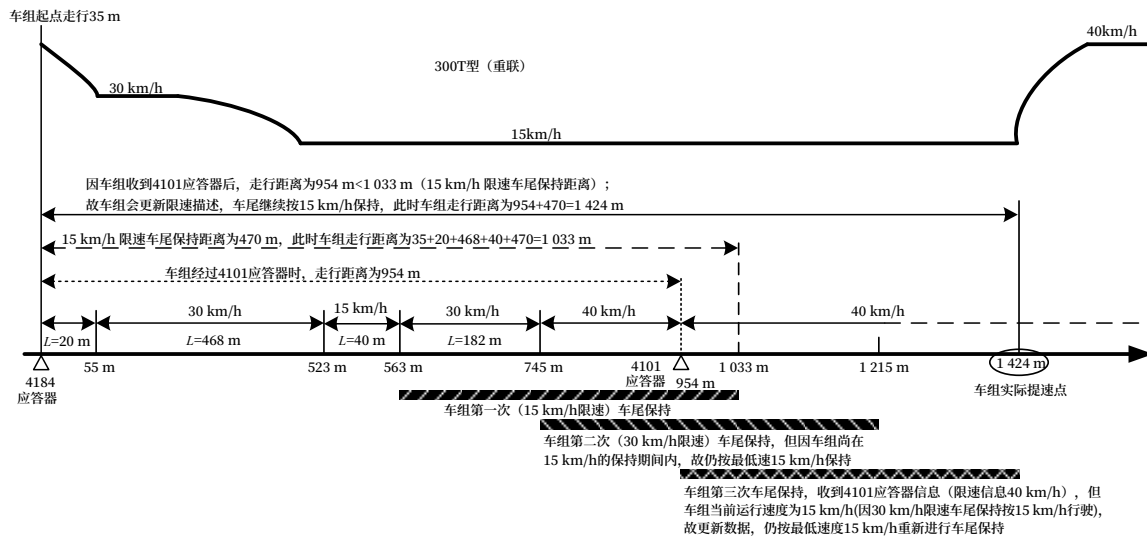 车组起点走行35 m
40km/h
300T型（重联）
30 km/h
15km/h
因车组收到4101应答器后，走行距离为954 m<1 033 m（15 km/h 限速车尾保持距离）；
故车组会更新限速描述，车尾继续按15 km/h保持，此时车组走行距离为954+470=1 424 m
15 km/h 限速车尾保持距离为470 m，此时车组走行距离为35+20+468+40+470=1 033 m
车组经过4101应答器时，走行距离为954 m
30 km/h
15 km/h
30 km/h
40 km/h
40 km/h
L=20 m
L=468 m
L=40 m
L=182 m
4184
应答器
55 m
523 m
563 m
745 m
4101
应答器
954 m
1 033 m
1 215 m
1 424 m
车组实际提速点
车组第一次（15 km/h限速）车尾保持
车组第二次（30 km/h限速）车尾保持，但因车组尚在
15 km/h的保持期间内，故仍按最低速15 km/h保持
车组第三次车尾保持，收到4101应答器信息（限速信息40 km/h），但
车组当前运行速度为15 km/h(因30 km/h限速车尾保持按15 km/h行驶),
故更新数据，仍按最低速度15 km/h重新进行车尾保持